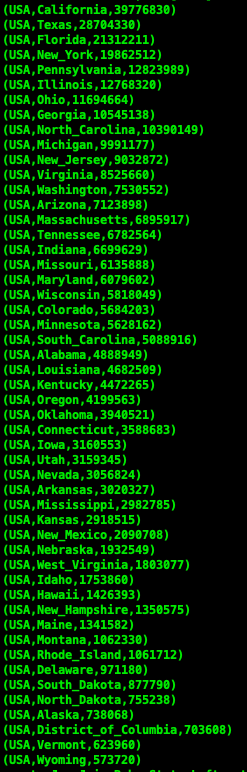 (USA,California,39776830)
(USA,Texas,28704330)
(USA,Florida,21312211)
(USA,New_York,19862512)
(USA,Pennsylvania,12823989)
(USA,Illinois,12768320)
(USA,Ohio,11694664)
(USA,Georgia,10545138)
(USA,North_Carolina,10390149)
(USA,Michigan,9991177)
(USA,New_Jersey,9032872)
(USA,Virginia,8525660)
(USA,Washington,7530552)
(USA,Arizona,7123898)
(USA,Massachusetts,6895917)
(USA,Tennessee,6782564)
(USA,Indiana,6699629)
(USA,Missouri,6135888)
(USA,Maryland,6079602)
(USA,Wisconsin,5818049)
(USA,Colorado,5684203)
(USA,Minnesota,5628162)
(USA,South_Carolina,5088916)
(USA,Alabama,4888949)
(USA,Louisiana,4682509)
(USA,Kentucky,4472265)
(USA,Oregon,4199563)
(USA,Oklahoma,3940521)
(USA,Connecticut,3588683)
(USA,Iowa,3160553)
(USA,Utah,3159345)
(USA,Nevada,3056824)
(USA,Arkansas,3020327)
(USA,Mississippi,2982785)
(USA,Kansas,2918515)
(USA,New_Mexico,2090708)
(USA,Nebraska,1932549)
(USA,West_Virginia,1803077)
(USA,Idaho,1753860)
(USA,Hawaii,1426393)
(USA,New_Hampshire,1350575)
(USA,Maine,1341582)
(USA,Montana,1062330)
(USA,Rhode_Island,1061712)
(USA,Delaware,971180)
(USA,South_Dakota,877790)
(USA,North_Dakota,755238)
(USA,Alaska,738068)
(USA,District_of_Columbia,703608)
(USA,Vermont,623960)
(USA,Wyoming,573720)